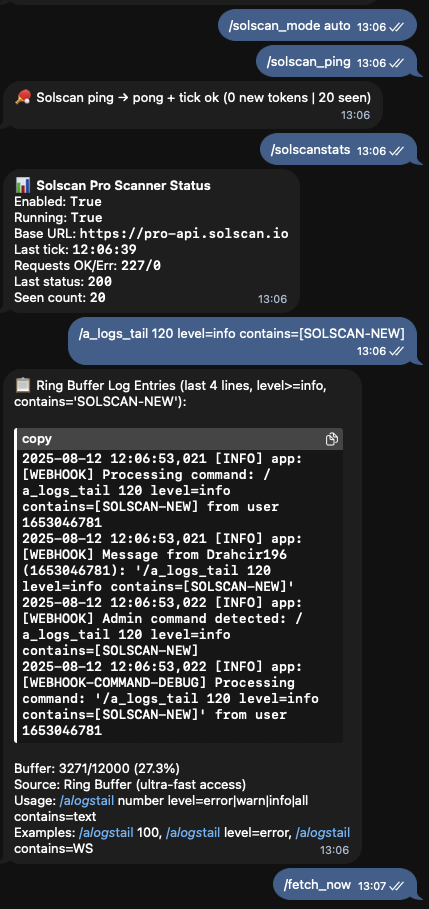 /solscan_mode auto 13:06
/solscan_ping 13:06
🏓 Solscan ping → pong + tick ok (0 new tokens | 20 seen)
13:06
/solscanstats 13:06
📊 Solscan Pro Scanner Status
Enabled: True
Running: True
Base URL: https://pro-api.solscan.io
Last tick: 12:06:39
Requests OK/Err: 227/0
Last status: 200
Seen count: 20 13:06
/a_logs_tail 120 level=info contains=[SOLSCAN-NEW]
13:06
📋 Ring Buffer Log Entries (last 4 lines, level>=info,
contains='SOLSCAN-NEW'):
copy
2025-08-12 12:06:53,021 [INFO] app:
[WEBHOOK] Processing command: /
a_logs_tail 120 level=info
contains=[SOLSCAN-NEW] from user
1653046781
2025-08-12 12:06:53,021 [INFO] app:
[WEBHOOK] Message from Drahcir196
(1653046781): '/a_logs_tail 120
level=info contains=[SOLSCAN-NEW]'
2025-08-12 12:06:53,022 [INFO] app:
[WEBHOOK] Admin command detected: /
a_logs_tail 120 level=info
contains=[SOLSCAN-NEW]
2025-08-12 12:06:53,022 [INFO] app:
[WEBHOOK-COMMAND-DEBUG] Processing
command: '/a_logs_tail 120 level=info
contains=[SOLSCAN-NEW]' from user
1653046781
Buffer: 3271/12000 (27.3%)
Source: Ring Buffer (ultra-fast access)
Usage: /alogstail number level=error|warn|info|all
contains=text
Examples: /alogstail 100, /alogstail level=error, /alogstail
contains=WS 13:06
/fetch_now 13:07